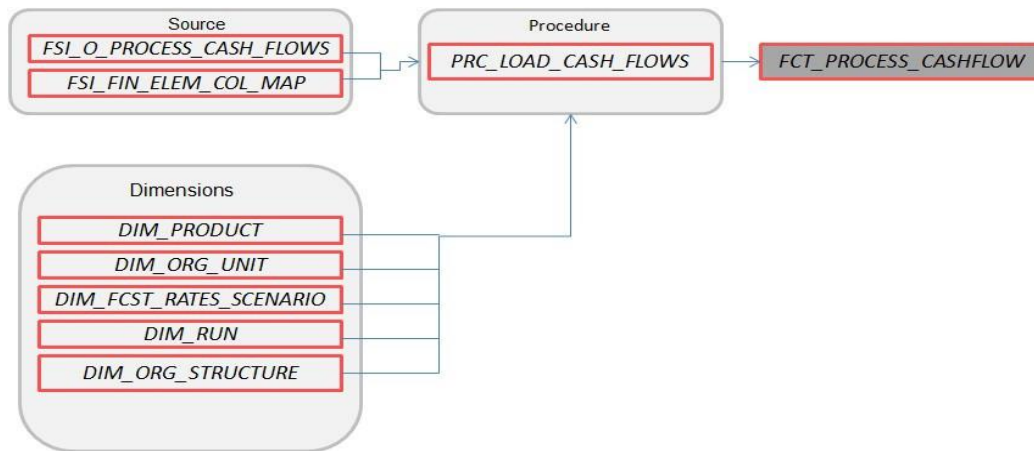 Source
FSI_O_PROCESS_CASH_FLOWS
FSI_FIN_ELEM_COL_MAP
Procedure
PRC_LOAD_CASH_FLOWS
FCT_PROCESS_CASHFLOW
Dimensions
DIM_PRODUCT
DIM_ORG_UNIT
DIM_FCST_RATES_SCENARIO
DIM_RUN
DIM_ORG_STRUCTURE